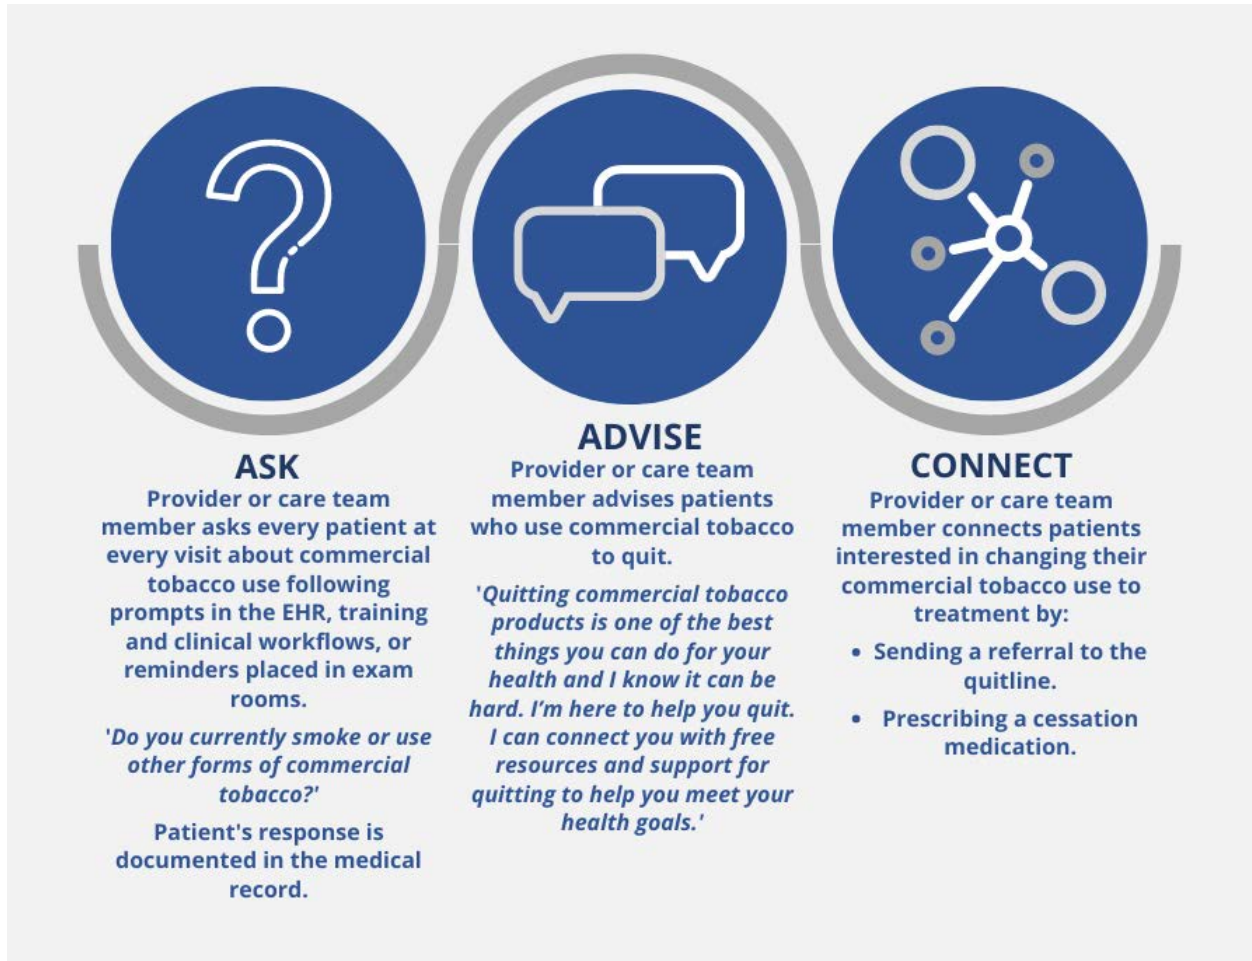 ASK
Provider or care team
member asks every patient at
every visit about commercial
tobacco use following
prompts in the EHR, training
and clinical workflows, or
reminders placed in exam
rooms.
'Do you currently smoke or use
other forms of commercial
tobacco?'
Patient's response is
documented in the medical
record.
ADVISE
Provider or care team
member advises patients
who use commercial tobacco
to quit.
'Quitting commercial tobacco
products is one of the best
things you can do for your
health and I know it can be
hard. I’m here to help you quit.
I can connect you with free
resources and support for
quitting to help you meet your
health goals.'
CONNECT
Provider or care team
member connects patients
interested in changing their
commercial tobacco use to
treatment by:
• Sending a referral to the
quitline.
• Prescribing a cessation
medication.